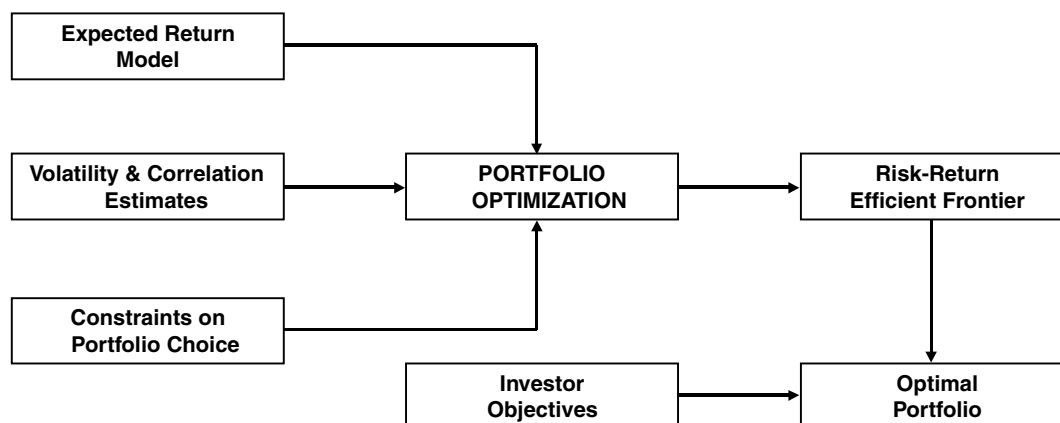 Expected Return
Model
Volatility & Correlation
Estimates
PORTFOLIO
OPTIMIZATION
Risk-Return
Efficient Frontier
Constraints on
Portfolio Choice
Investor
Objectives
Optimal
Portfolio